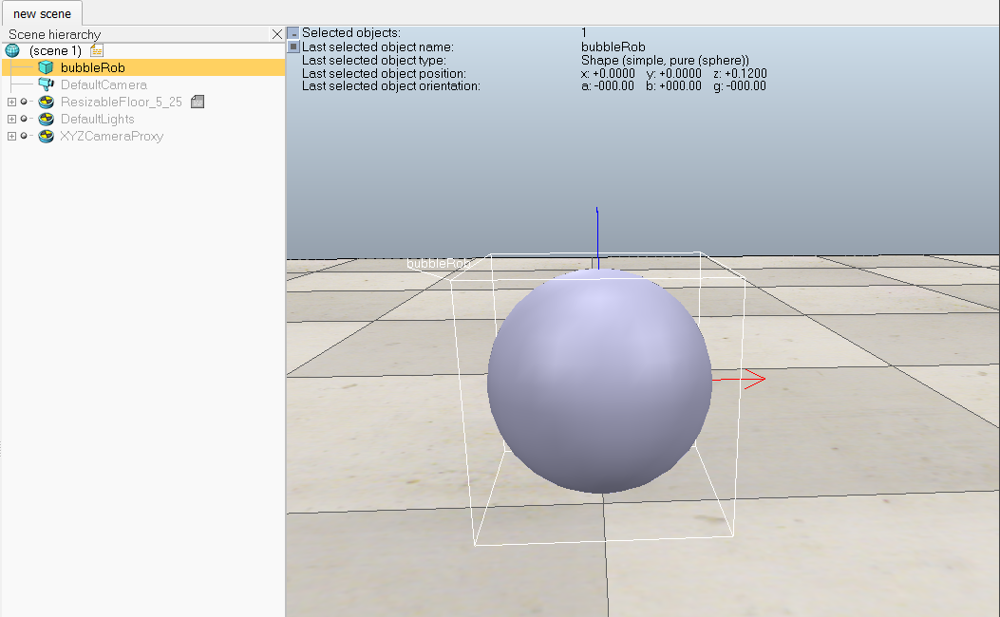 new scene
Scene hierarchy
(scene 1)
bubbleRob
DefaultCamera
ResizableFloor_5_25
DefaultLights
XYZCameraProxy
Selected objects: 1
Last selected object name: bubbleRob
Last selected object type: Shape (simple, pure (sphere))
Last selected object position: x: +0.0000 y: +0.0000 z: +0.1200
Last selected object orientation: a: -000.00 b: +000.00 g: -000.00
bubbleRob